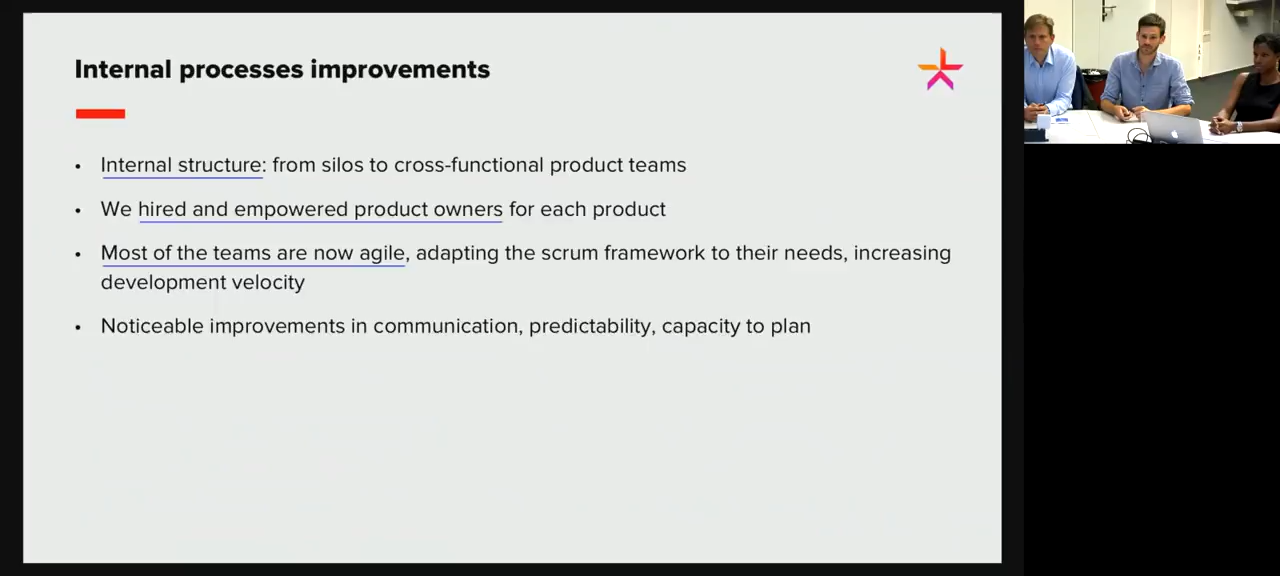 Internal processes improvements
• Internal structure: from silos to cross-functional product teams
• We hired and empowered product owners for each product
• Most of the teams are now agile, adapting the scrum framework to their needs, increasing
development velocity
• Noticeable improvements in communication, predictability, capacity to plan